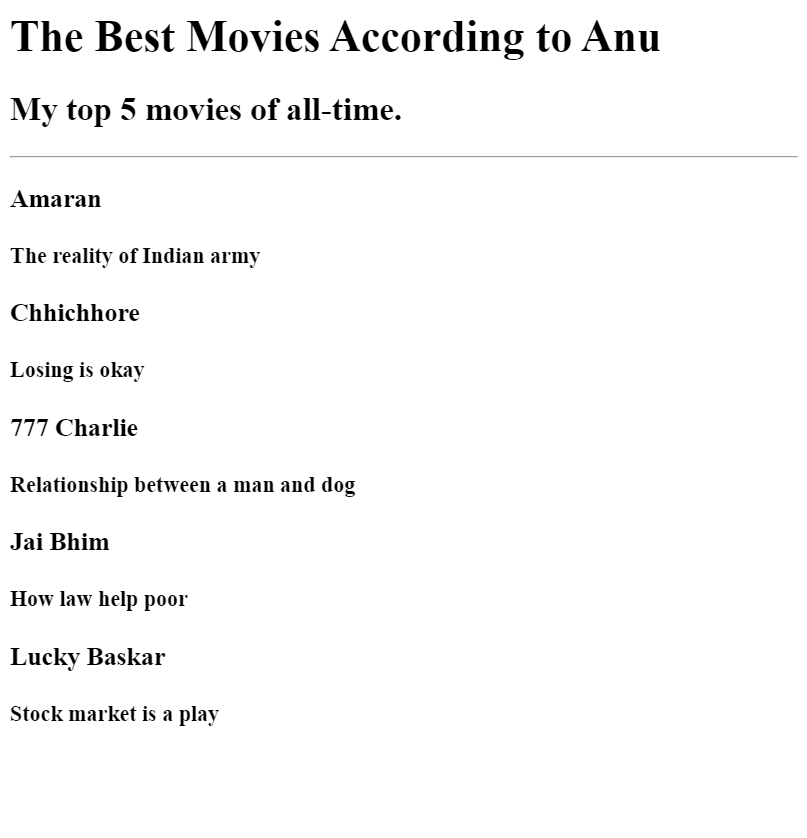 The Best Movies According to Anu
My top 5 movies of all-time.
Amaran
The reality of Indian army
Chhichhore
Losing is okay
777 Charlie
Relationship between a man and dog
Jai Bhim
How law help poor
Lucky Baskar
Stock market is a play